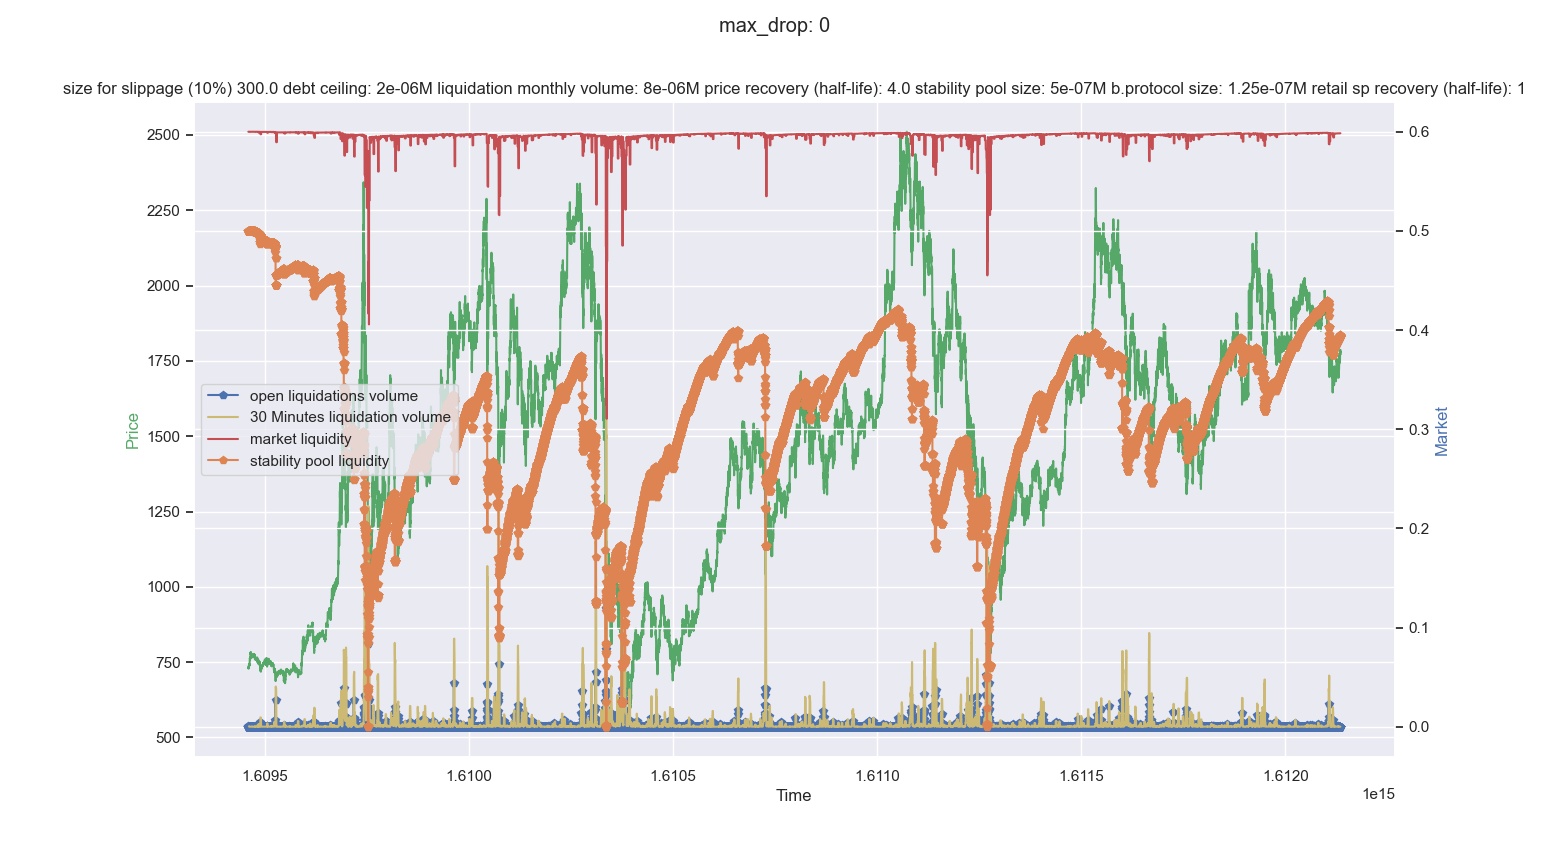 max_drop: 0
size for slippage (10%) 300.0 debt ceiling: 2e-06M liquidation monthly volume: 8e-06M price recovery (half-life): 4.0 stability pool size: 5e-07M b.protocol size: 1.25e-07M retail sp recovery (half-life): 1
2500
2250
2000
1750
1500
1250
1000
750
500
Price
open liquidations volume
30 Minutes liquidation volume
market liquidity
stability pool liquidity
0.6
0.5
0.4
0.3
0.2
0.1
0.0
Market
1.6095 1.6100 1.6105 1.6110 1.6115 1.6120
Time
1e15